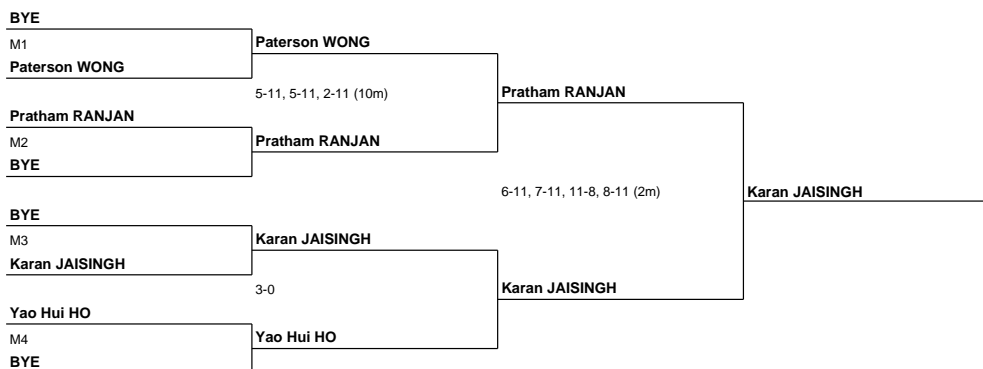 BYE
M1
Paterson WONG
Paterson WONG
5-11, 5-11, 2-11 (10m)
Pratham RANJAN
M2
BYE
Pratham RANJAN
Pratham RANJAN
6-11, 7-11, 11-8, 8-11 (2m)
Karan JAISINGH
BYE
M3
Karan JAISINGH
Karan JAISINGH
3-0
Karan JAISINGH
Yao Hui HO
M4
BYE
Yao Hui HO